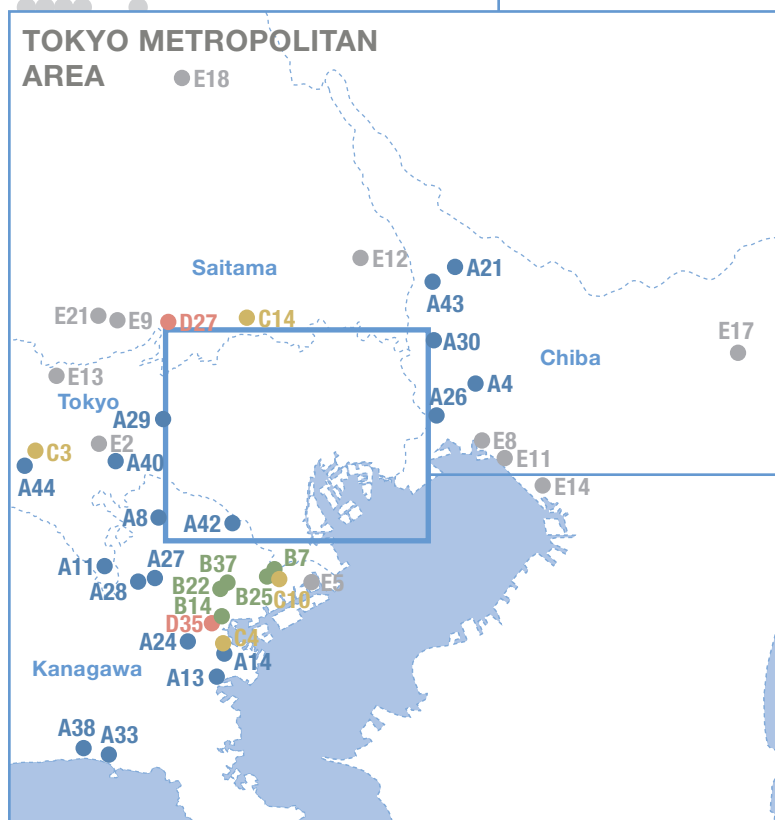 TOKYO METROPOLITAN
AREA
E18
Saitama
E12
A21
A43
E21
E9
D27
C14
A30
E17
Chiba
E13
Tokyo
A4
A26
A29
E2
C3
A40
A44
E8
E11
E14
A8
A42
A11
A27
A28
B37
B7
B22
B25
C10
E5
B14
D35
A24
C4
A14
Kanagawa
A13
A38
A33